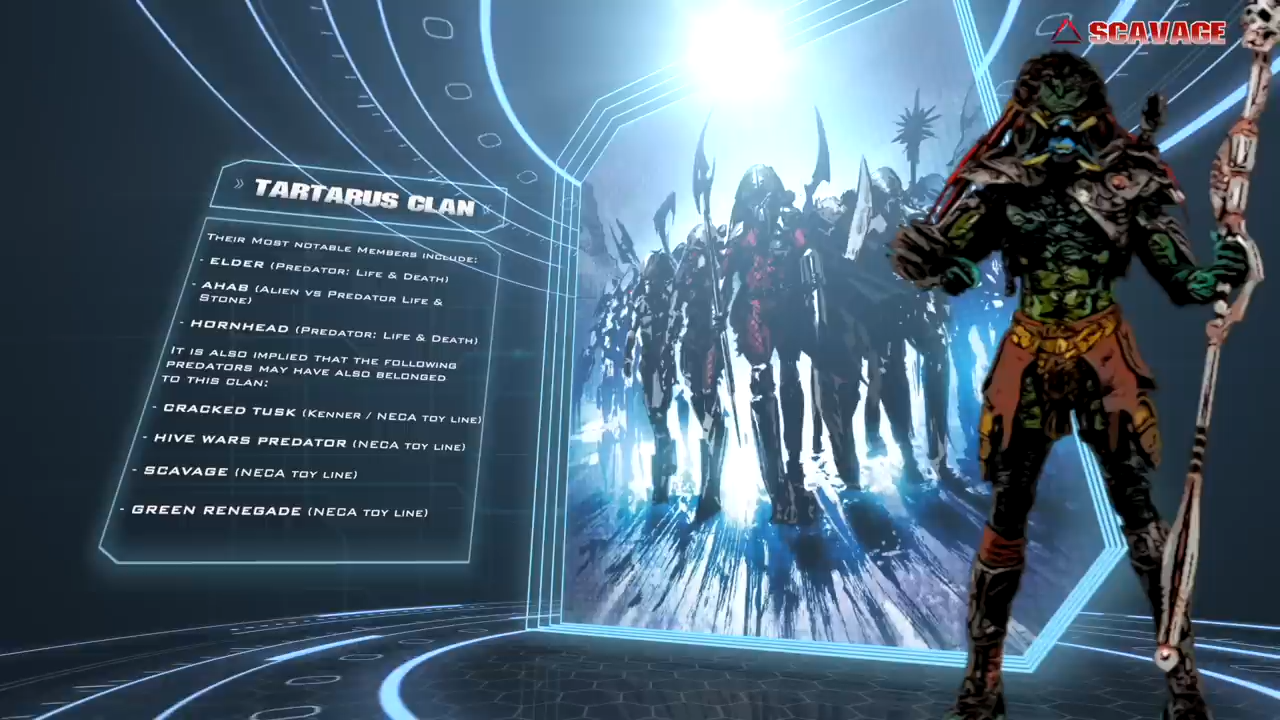 SCAVAGE
» TARTARUS CLAN
Their Most notable Members include:
- ELDER (Predator: Life & Death)
- AHAB (Alien vs Predator Life &
Stone)
- HORNHEAD (Predator: Life & Death)
It is also implied that the following
predators may have also belonged
to this clan:
- CRACKED TUSK (Kenner / NECA toy line)
- HIVE WARS PREDATOR (NECA toy line)
- SCAVAGE (NECA toy line)
- GREEN RENEGADE (NECA toy line)